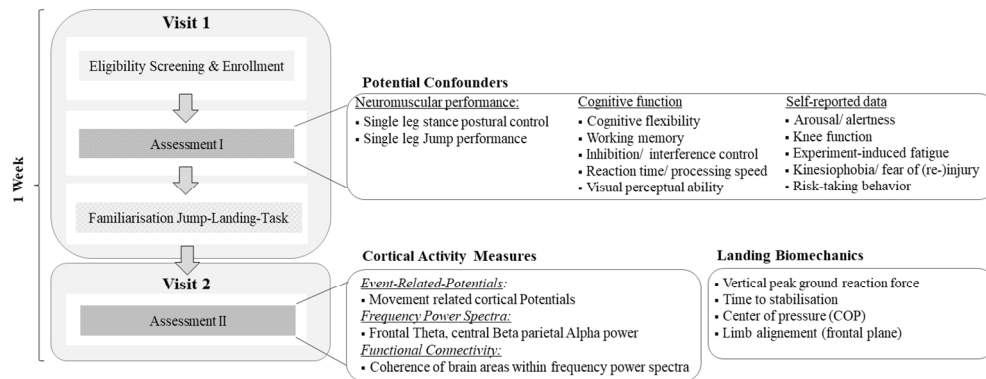 1 Week
Visit 1
Eligibility Screening & Enrollment
Assessment I
Familiarisation Jump-Landing-Task
Visit 2
Assessment II
Potential Confounders
Neuromuscular performance:
▪ Single leg stance postural control
▪ Single leg Jump performance
Cognitive function
▪ Cognitive flexibility
▪ Working memory
▪ Inhibition/ interference control
▪ Reaction time/ processing speed
▪ Visual perceptual ability
Self-reported data
▪ Arousal/ alertness
▪ Knee function
▪ Experiment-induced fatigue
▪ Kinesiophobia/ fear of (re-)injury
▪ Risk-taking behavior
Cortical Activity Measures
Event-Related-Potentials:
▪ Movement related cortical Potentials
Frequency Power Spectra:
▪ Frontal Theta, central Beta parietal Alpha power
Functional Connectivity:
▪ Coherence of brain areas within frequency power spectra
Landing Biomechanics
▪ Vertical peak ground reaction force
▪ Time to stabilisation
▪ Center of pressure (COP)
▪ Limb alignement (frontal plane)